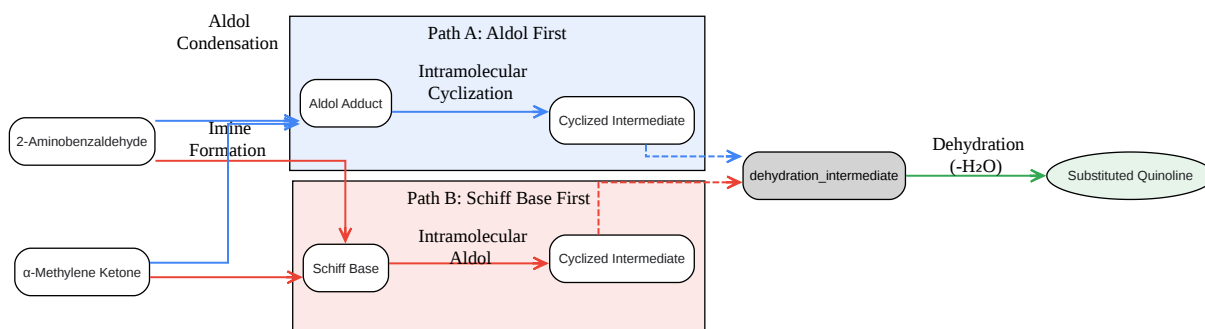 Aldol
Condensation
Path A: Aldol First
Intramolecular
Cyclization
Aldol Adduct
Cyclized Intermediate
2-Aminobenzaldehyde
Imine
Formation
Dehydration
(-H₂O)
dehydration_intermediate
Substituted Quinoline
Path B: Schiff Base First
Intramolecular
Aldol
α-Methylene Ketone
Schiff Base
Cyclized Intermediate